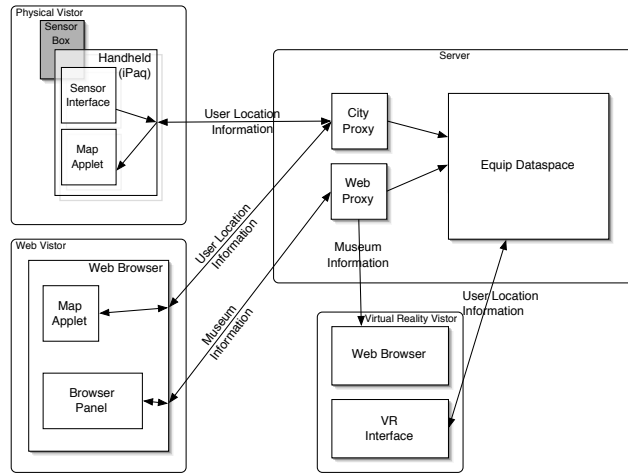 Physical Vistor
Sensor
Box
Handheld
(iPaq)
Sensor
Interface
Map
Applet
User Location
Information
Server
City
Proxy
Web
Proxy
Equip Dataspace
Web Vistor
Web Browser
Map
Applet
Browser
Panel
User Location
Information
Museum
Information
Museum
Information
User Location
Information
Virtual Reality Vistor
Web Browser
VR
Interface